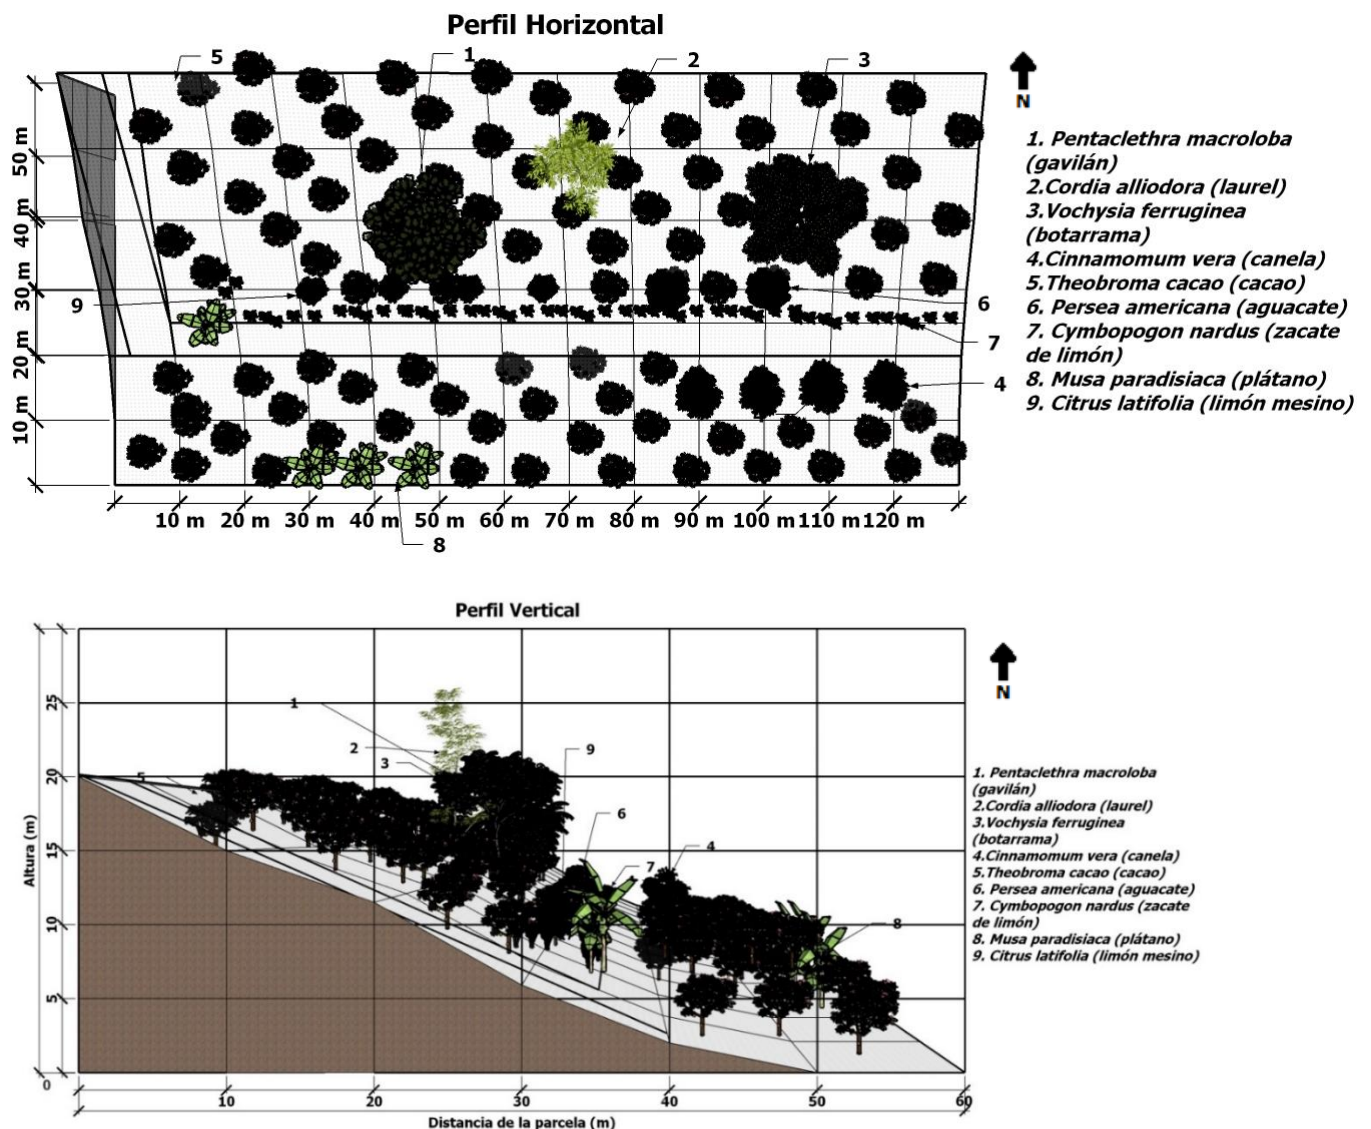 Perfil Horizontal
5
1
2
3
N
1. Pentaclethra macroloba
(gavilán)
2.Cordia alliodora (laurel)
3.Vochysia ferruginea
(botarrama)
4.Cinnamomum vera (canela)
5.Theobroma cacao (cacao)
6. Persea americana (aguacate)
7. Cymbopogon nardus (zacate
de limón)
8. Musa paradisiaca (plátano)
9. Citrus latifolia (limón mesino)
50 m
40 m
30 m
20 m
10 m
9
6
7
4
10 m 20 m 30 m 40 m 50 m 60 m 70 m 80 m 90 m 100 m 110 m 120 m
8
Perfil Vertical
N
25
20
15
10
5
0
Altura (m)
1
2
3
5
9
6
7
4
8
1. Pentaclethra macroloba
(gavilán)
2.Cordia alliodora (laurel)
3.Vochysia ferruginea
(botarrama)
4.Cinnamomum vera (canela)
5.Theobroma cacao (cacao)
6. Persea americana (aguacate)
7. Cymbopogon nardus (zacate
de limón)
8. Musa paradisiaca (plátano)
9. Citrus latifolia (limón mesino)
10 20 30 40 50 60
Distancia de la parcela (m)